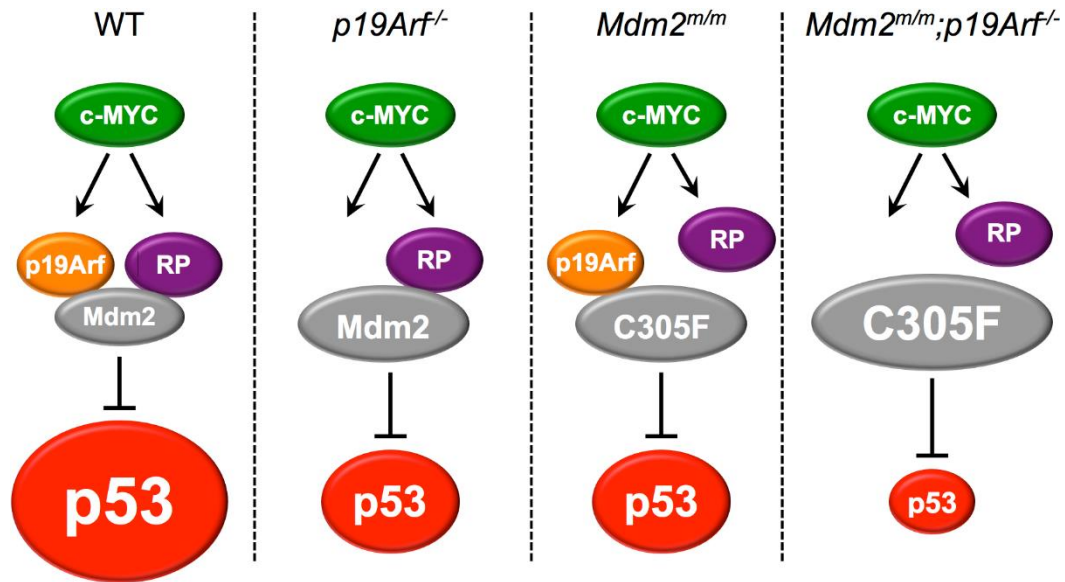 WT
c-MYC
p19Arf
RP
Mdm2
p53
p19Arf-/-
c-MYC
RP
Mdm2
p53
Mdm2m/m
c-MYC
RP
p19Arf
C305F
p53
Mdm2m/m;p19Arf-/-
c-MYC
RP
C305F
p53